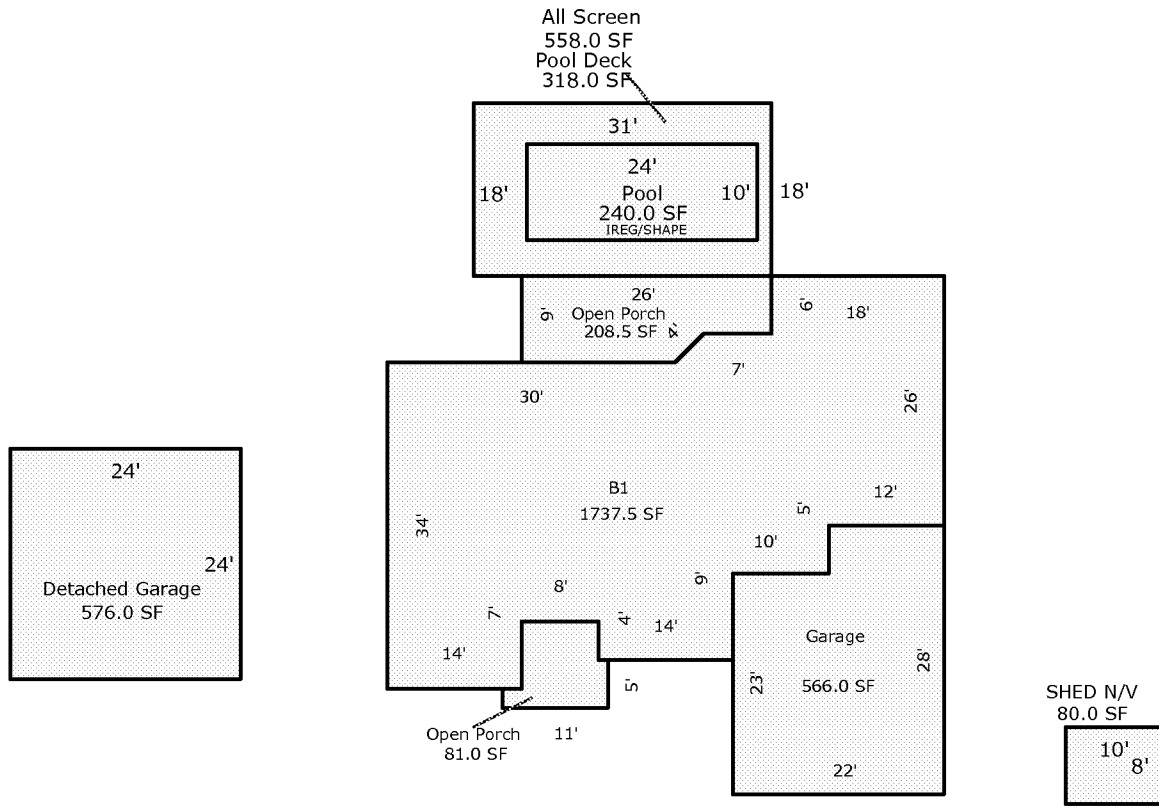 All Screen
558.0 SF
Pool Deck
318.0 SF
31'
24'
18'
Pool
10'
18'
240.0 SF
IREG/SHAPE
26'
9'
Open Porch
208.5 SF
4'
6'
18'
7'
30'
26'
24'
B1
1737.5 SF
12'
5'
34'
10'
24'
Detached Garage
576.0 SF
8'
9'
7'
4'
14'
14'
Garage
28'
566.0 SF
5'
23'
SHED N/V
80.0 SF
Open Porch
81.0 SF
11'
10'
8'
22'